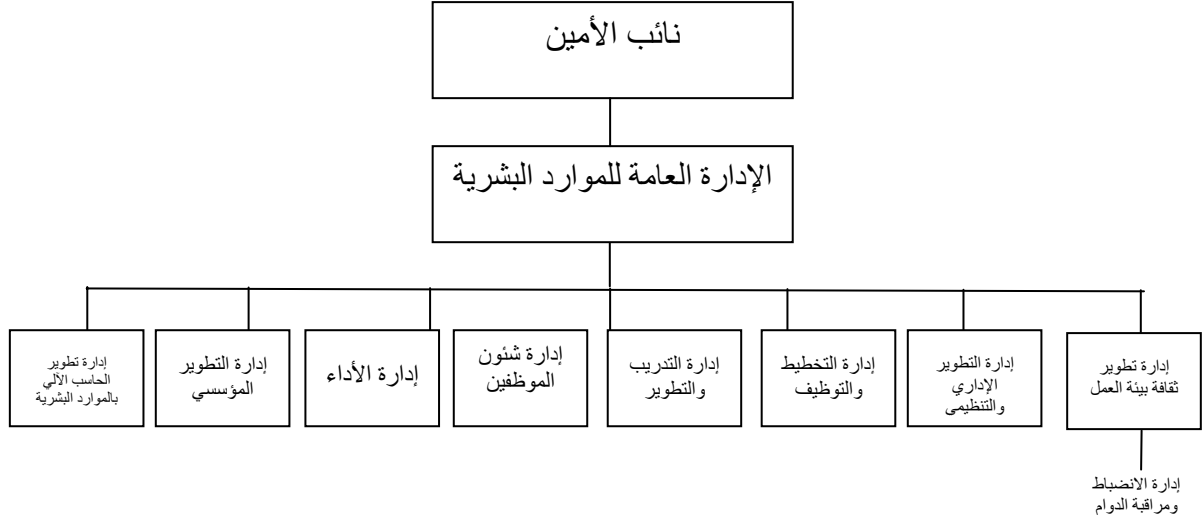 نائب الأمين
الإدارة العامة للموارد البشرية
إدارة تطوير
ثقافة بيئة العمل
إدارة التطوير
الإداري
والتنظيمى
إدارة التخطيط
والتوظيف
إدارة التدريب
والتطوير
إدارة شئون
الموظفين
إدارة الأداء
إدارة التطوير
المؤسسي
إدارة تطوير
الحاسب الآلي
بالموارد البشرية
إدارة الانضباط
ومراقبة الدوام